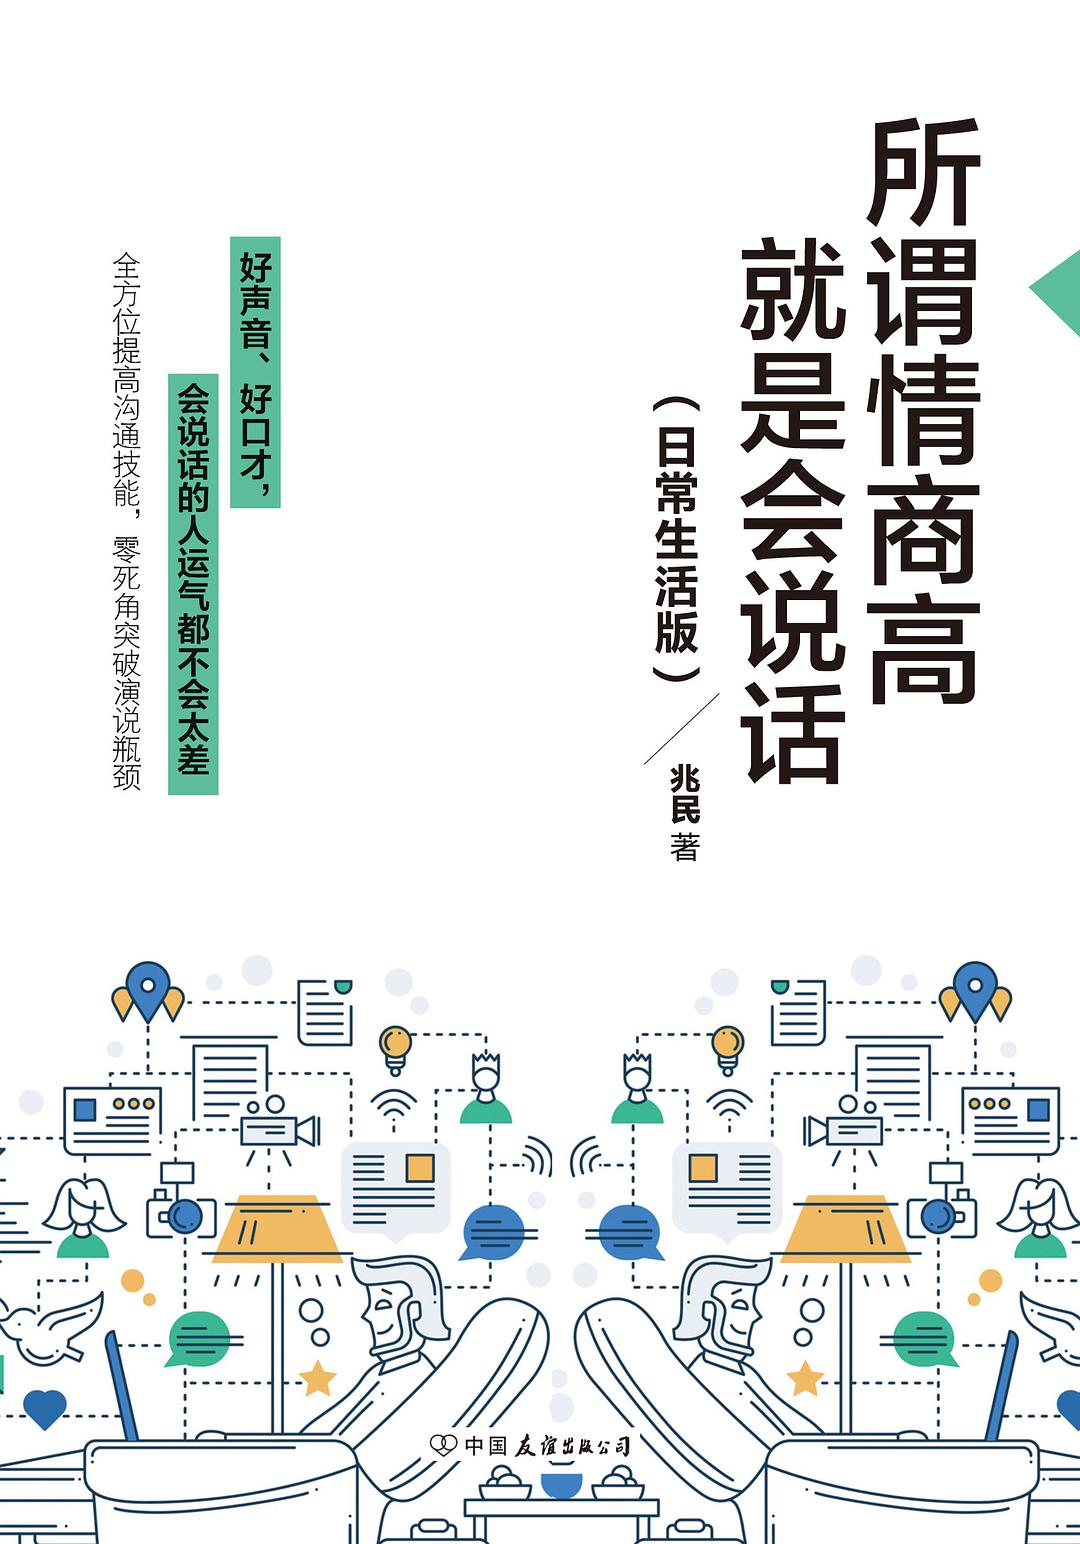 所谓情商高
就是会说话
（日常生活版）
兆民 著
好声音、好口才，
会说话的人运气都不会太差
全方位提高沟通技能，零死角突破演说瓶颈
中国友谊出版公司